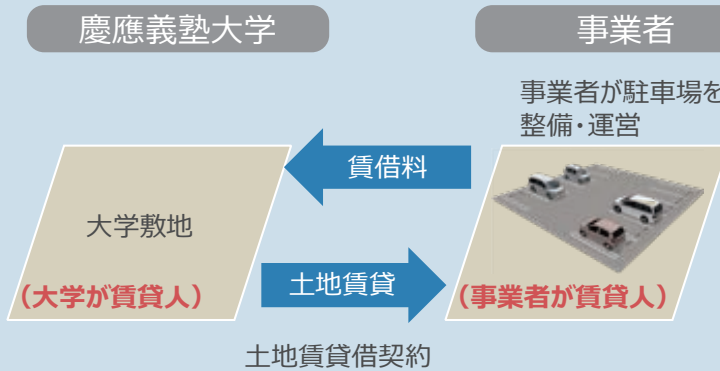 慶應義塾大学
事業者
事業者が駐車場を
整備・運営
賃借料
大学敷地
土地賃貸
（大学が賃貸人）
（事業者が賃貸人）
土地賃貸借契約